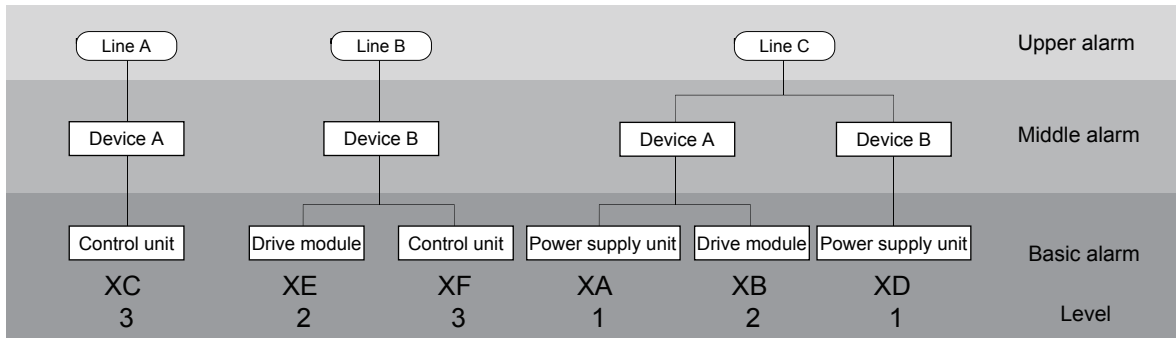 Line A Line B Line C Upper alarm
Device A Device B Device A Device B Middle alarm
Control unit Drive module Control unit Power supply unit Drive module Power supply unit Basic alarm
XC XE XF XA XB XD
3 2 3 1 2 1 Level